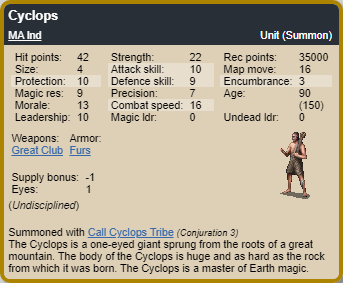 Cyclops
MA Ind Unit (Summon)
Hit points: 42 Strength: 22 Rec points: 35000
Size: 4 Attack skill: 10 Map move: 16
Protection: 10 Defence skill: 9 Encumbrance: 3
Magic res: 9 Precision: 7 Age: 90
Morale: 13 Combat speed: 16 (150)
Leadership: 10 Magic ldr: 0 Undead ldr: 0
Weapons: Armor:
Great Club Furs
Supply bonus: -1
Eyes: 1
(Undisciplined)
Summoned with Call Cyclops Tribe (Conjuration 3)
The Cyclops is a one-eyed giant sprung from the roots of a great
mountain. The body of the Cyclops is huge and as hard as the rock
from which it was born. The Cyclops is a master of Earth magic.